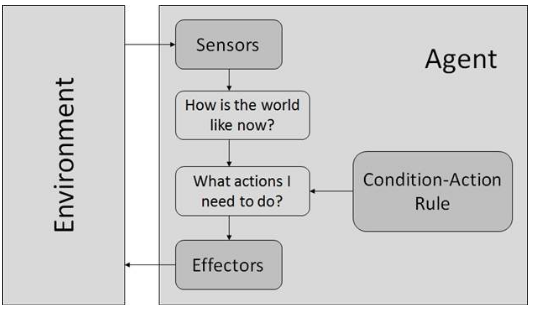 Environment
Sensors
Agent
How is the world
like now?
What actions I
need to do?
Condition-Action
Rule
Effectors